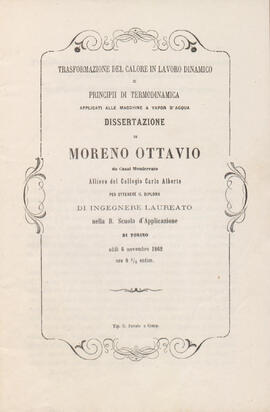 TRASFORMAZIONE DEL CALORE IN LAVORO DINAMICO
E
PRINCIPII DI TERMODINAMICA
APPLICATI ALLE MACCHINE A VAPOR D'ACQUA
DISSERTAZIONE
DI
MORENO OTTAVIO
da Casal Monferrato
Allievo del Collegio Carlo Alberto
PER OTTENERE IL DIPLOMA
DI INGEGNERE LAUREATO
nella R. Scuola d'Applicazione
DI TORINO
addì 6 novembre 1862
ore 9 antim.
Tip. G. e Comp.